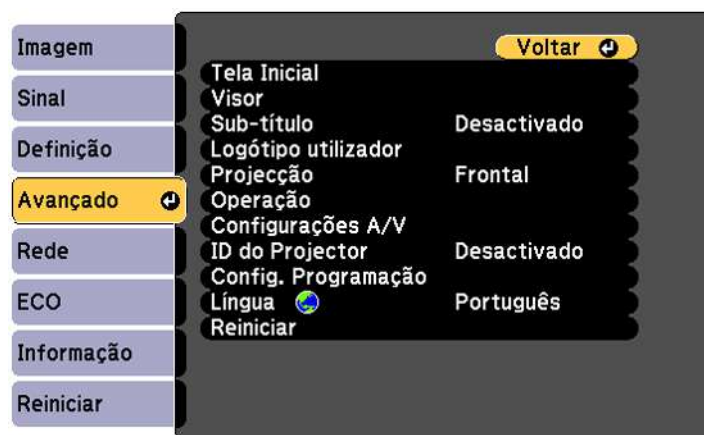 Imagem
Sinal
Definição
Avançado
Rede
ECO
Informação
Reiniciar
Voltar
Tela Inicial
Visor
Sub-título Desactivado
Logótipo utilizador
Projecção Frontal
Operação
Configurações A/V
ID do Projector Desactivado
Config. Programação
Língua Português
Reiniciar